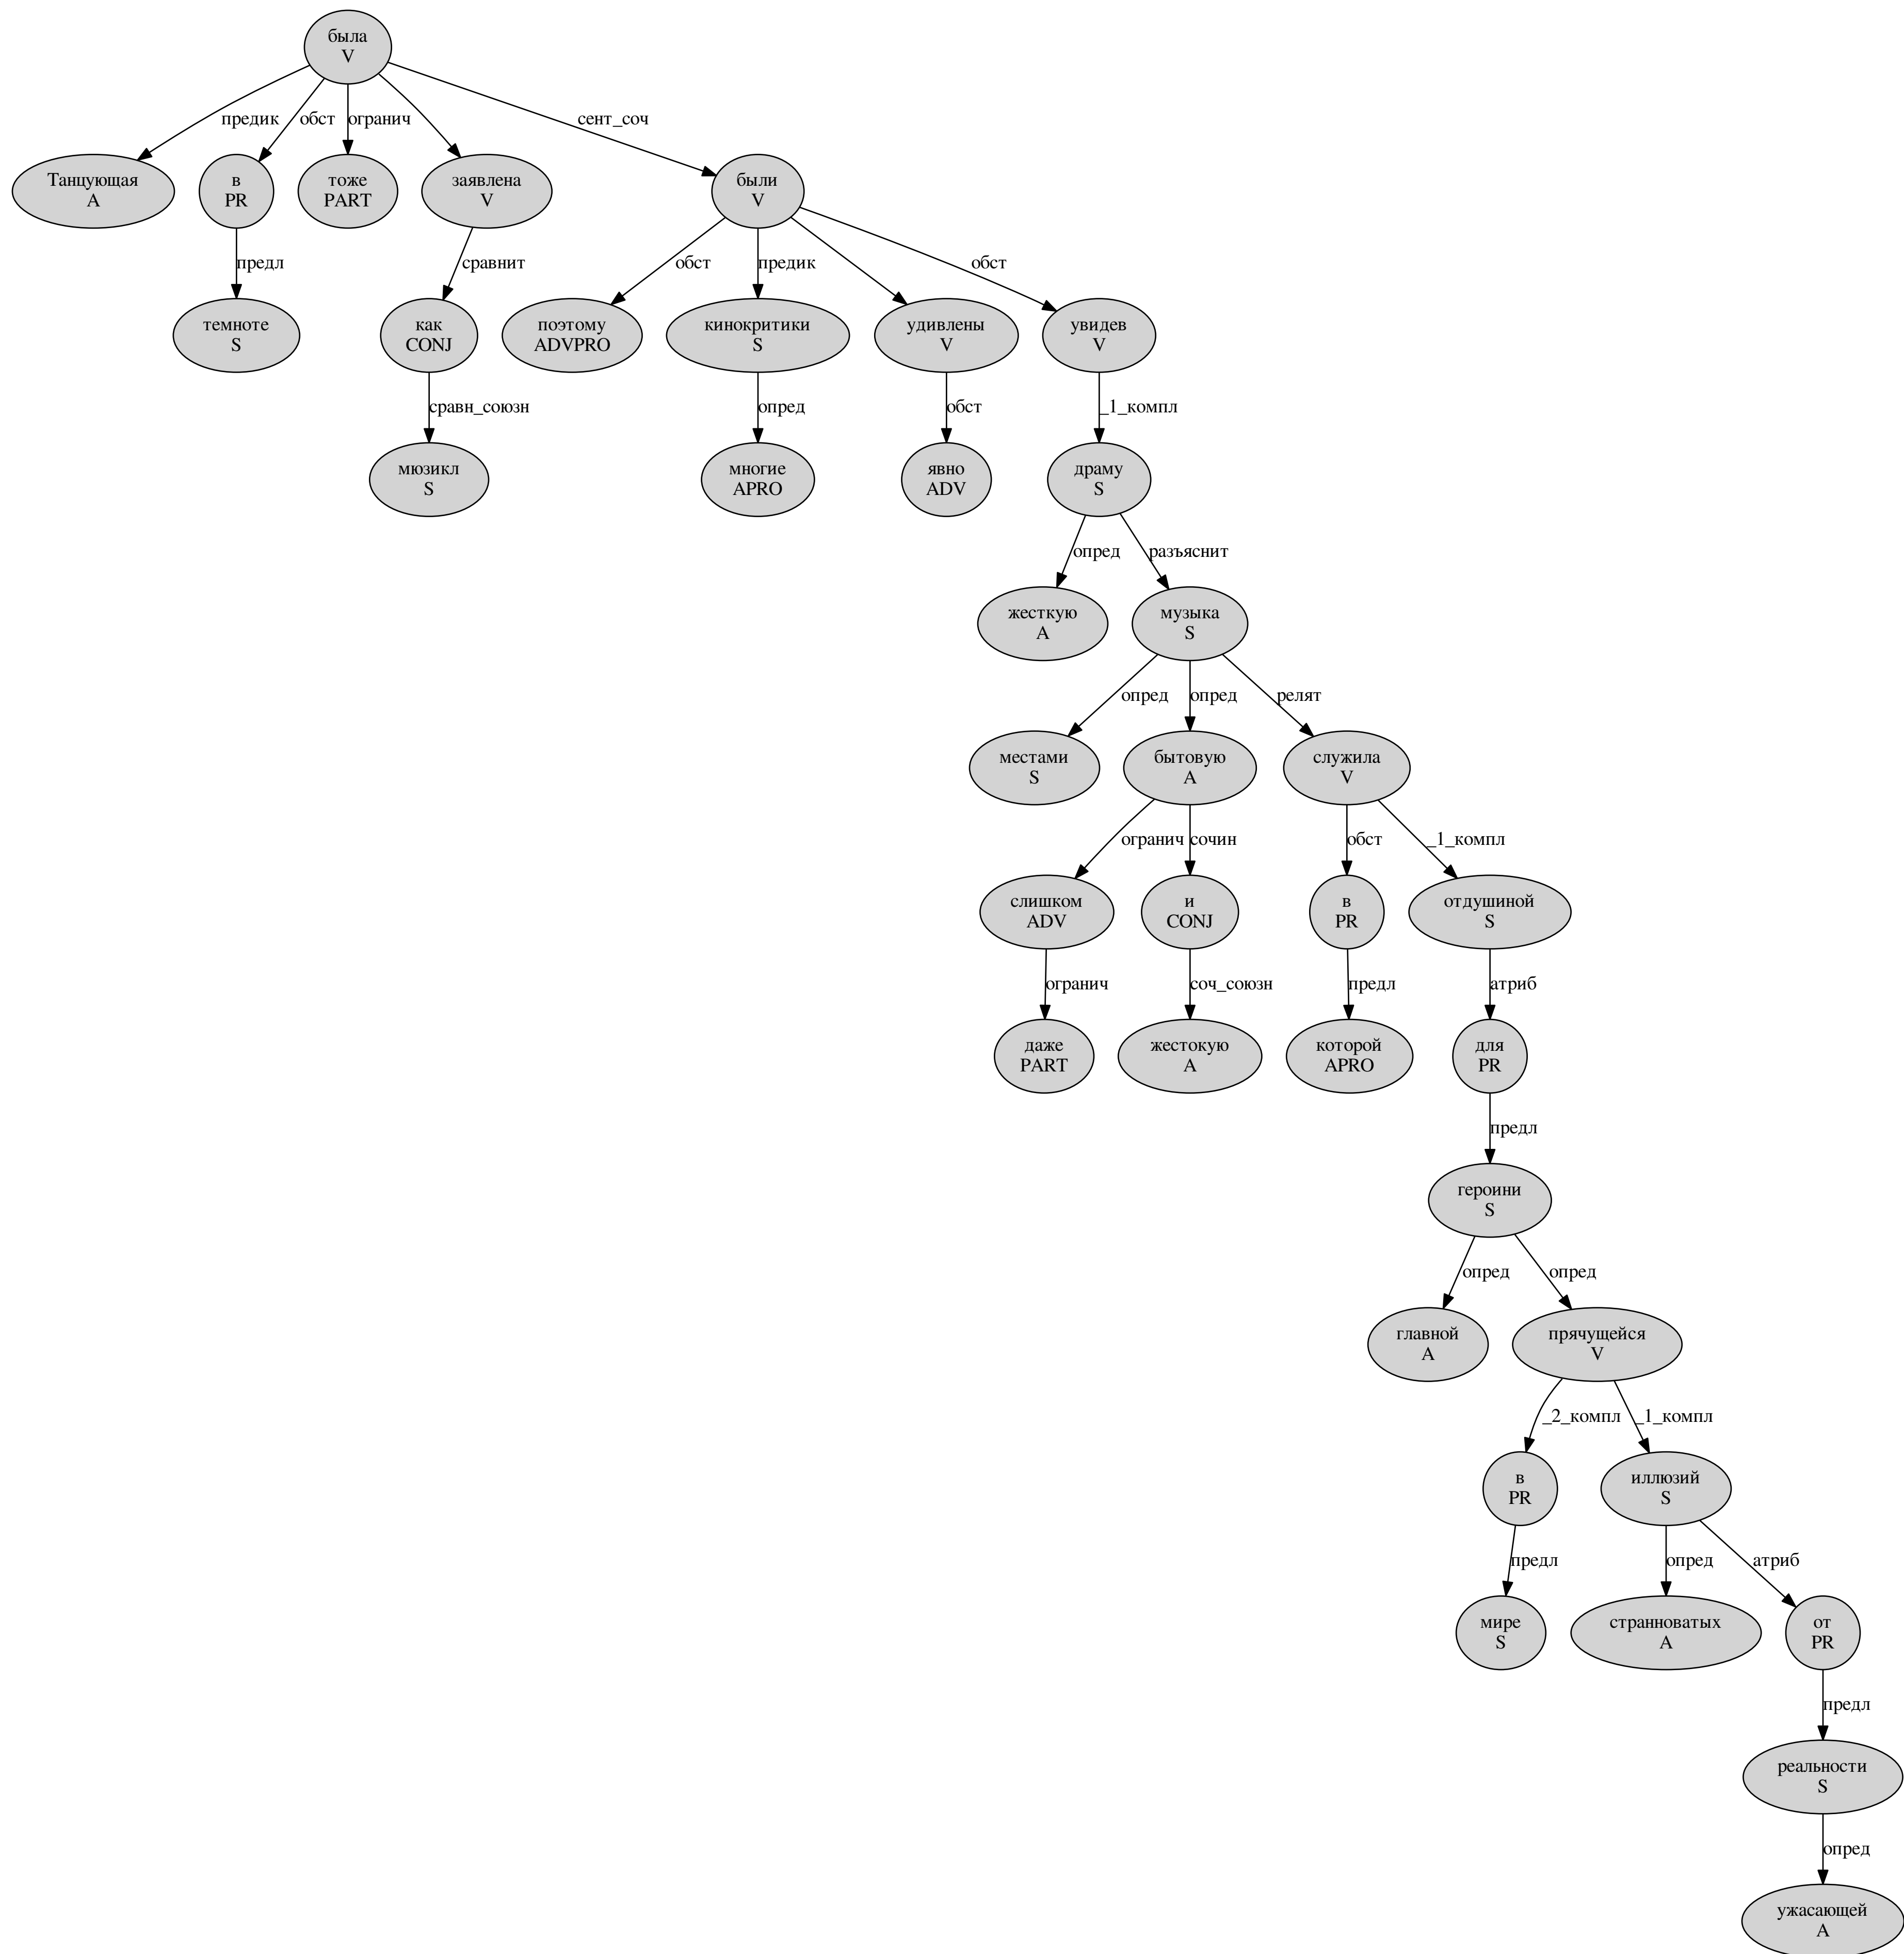 была
V
предик
обст
огранич
сент_соч
Танцующая
A
в
PR
тоже
PART
заявлена
V
были
V
предл
сравнит
обст
предик
обст
темноте
S
как
CONJ
поэтому
ADVPRO
кинокритики
S
удивлены
V
увидев
V
сравн_союзн
опред
обст
_1_компл
мюзикл
S
многие
APRO
явно
ADV
драму
S
опред
разъяснит
жесткую
A
музыка
S
опред
опред
релят
местами
S
бытовую
A
служила
V
огранич
сочин
обст
_1_компл
слишком
ADV
и
CONJ
в
PR
отдушиной
S
огранич
соч_союзн
предл
атриб
даже
PART
жестокую
A
которой
APRO
для
PR
предл
героини
S
опред
опред
главной
A
прячущейся
V
_2_компл
_1_компл
в
PR
иллюзий
S
предл
опред
атриб
мире
S
странноватых
A
от
PR
предл
реальности
S
опред
ужасающей
A